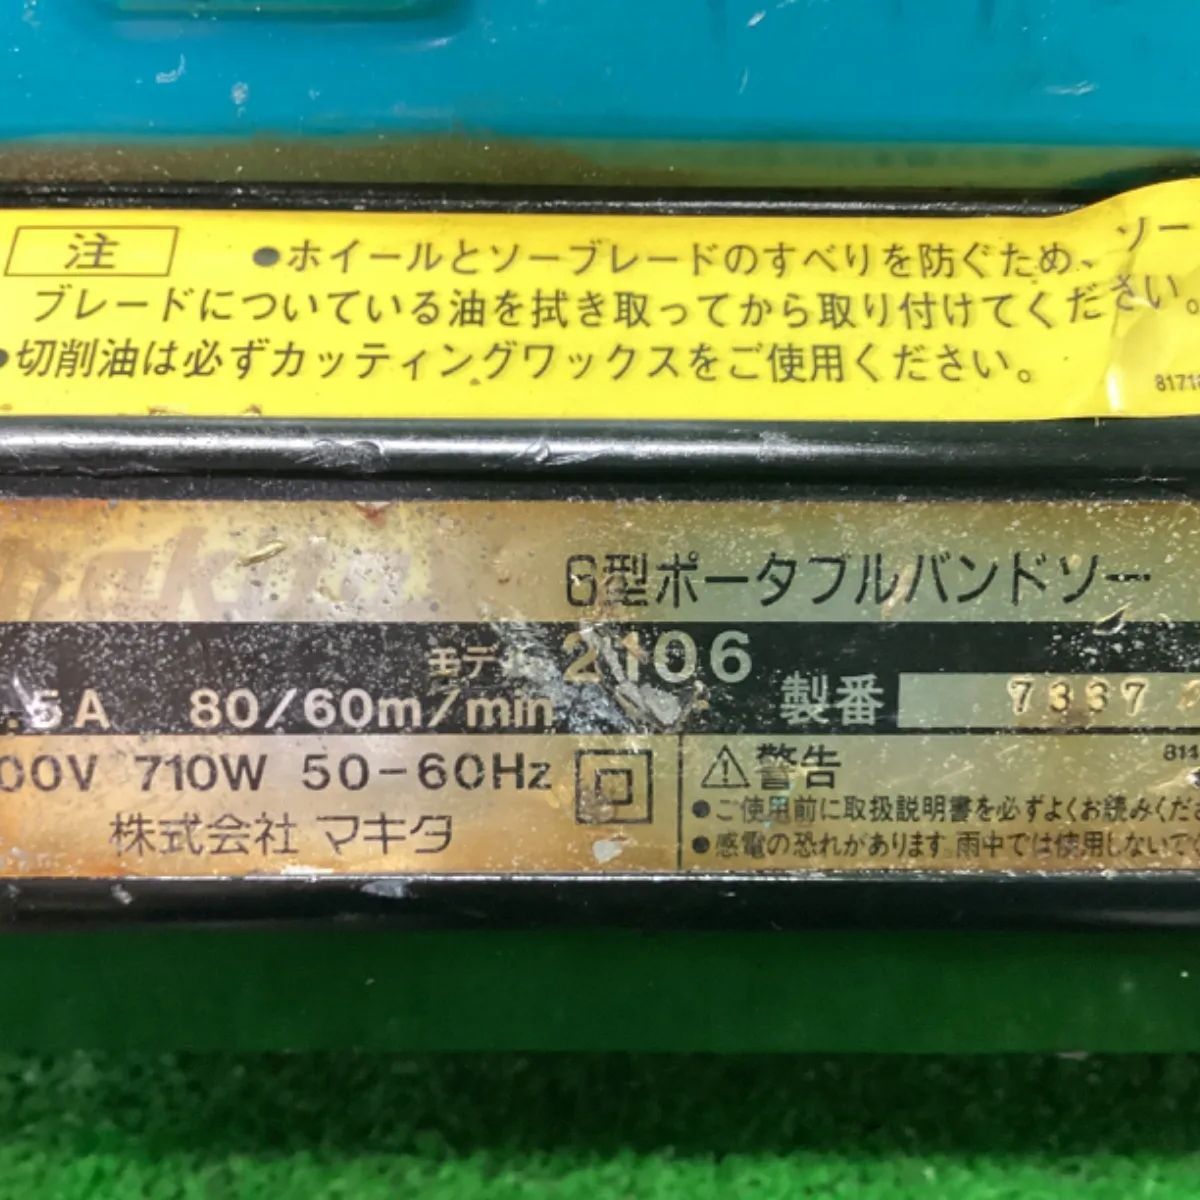 注 ●ホイールとソーブレードのすべりを防ぐため、ソー
ブレードについている油を拭き取ってから取り付けてください。
●切削油は必ずカッティングワックスをご使用ください。
8171
makita 6型ポータブルバンドソー
モデル 2106
.5A 80/60m/min 製番 7337
00V 710W 50-60Hz
株式会社 マキタ
⚠警告
●ご使用前に取扱説明書を必ずよくお読みくだ
●感電の恐れがあります。雨中では使用しないで